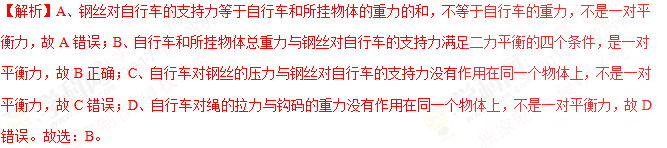 【解析】A、钢丝对自行车的支持力等于自行车和所挂物体的重力的和，不等于自行车的重力，不是一对平
衡力，故 A 错误；B、自行车和所挂物体总重力与钢丝对自行车的支持力满足二力平衡的四个条件，是一对
平衡力，故 B 正确；C、自行车对钢丝的压力与钢丝对自行车的支持力没有作用在同一个物体上，不是一对
平衡力，故 C 错误；D、自行车对绳的拉力与钩码的重力没有作用在同一个物体上，不是一对平衡力，故 D
错误。故选：B。